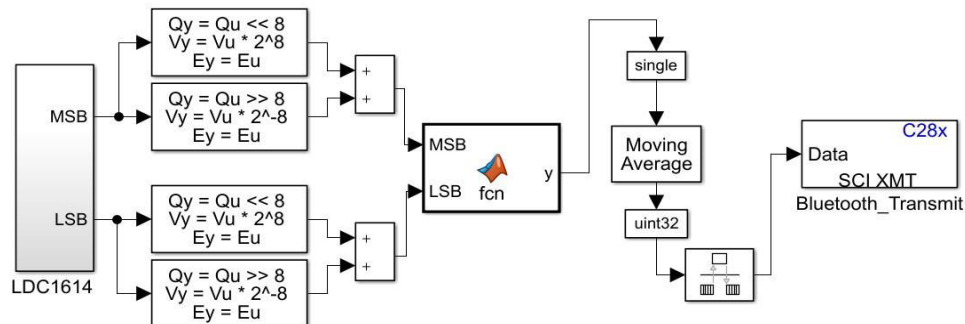 Qy = Qu << 8
Vy = Vu * 2^8
Ey = Eu
MSB
Qy = Qu >> 8
Vy = Vu * 2^-8
Ey = Eu
+
+
LSB
Qy = Qu << 8
Vy = Vu * 2^8
Ey = Eu
Qy = Qu >> 8
Vy = Vu * 2^-8
Ey = Eu
+
+
LDC1614
MSB
LSB
y
fcn
single
Moving
Average
uint32
C28x
Data
SCI XMT
Bluetooth_Transmit